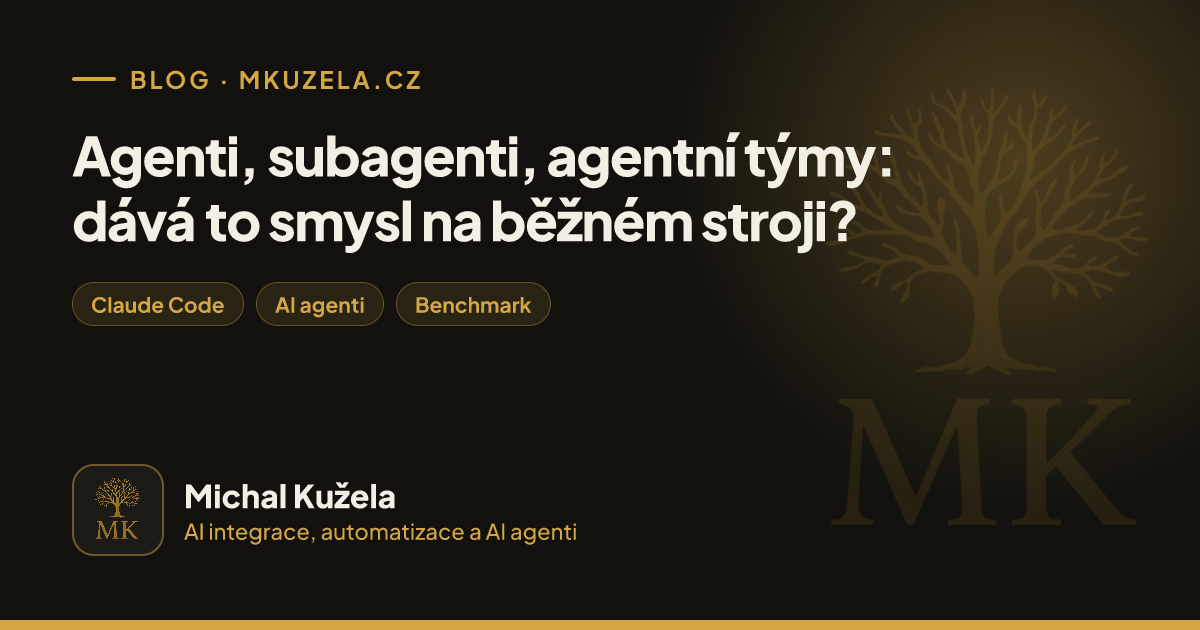 BLOG · MKUZELA.CZ
Agenti, subagenti, agentní týmy:
dává to smysl na běžném stroji?
Claude Code
AI agenti
Benchmark
MK
MK
Michal Kužela
AI integrace, automatizace a AI agenti